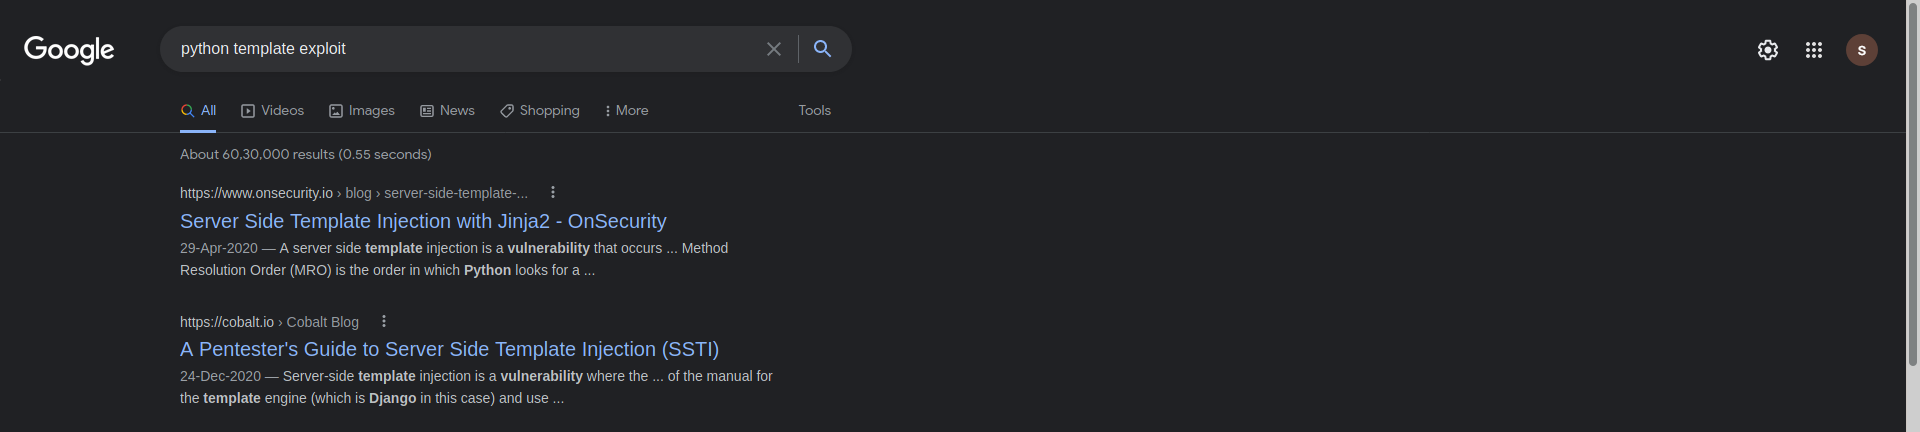 Google
python template exploit
S
All
Videos
Images
News
Shopping
More
Tools
About 60,30,000 results (0.55 seconds)
https://www.onsecurity.io › blog › server-side-template-...
Server Side Template Injection with Jinja2 - OnSecurity
29-Apr-2020 — A server side template injection is a vulnerability that occurs ... Method
Resolution Order (MRO) is the order in which Python looks for a ...
https://cobalt.io › Cobalt Blog
A Pentester's Guide to Server Side Template Injection (SSTI)
24-Dec-2020 — Server-side template injection is a vulnerability where the ... of the manual for
the template engine (which is Django in this case) and use ...